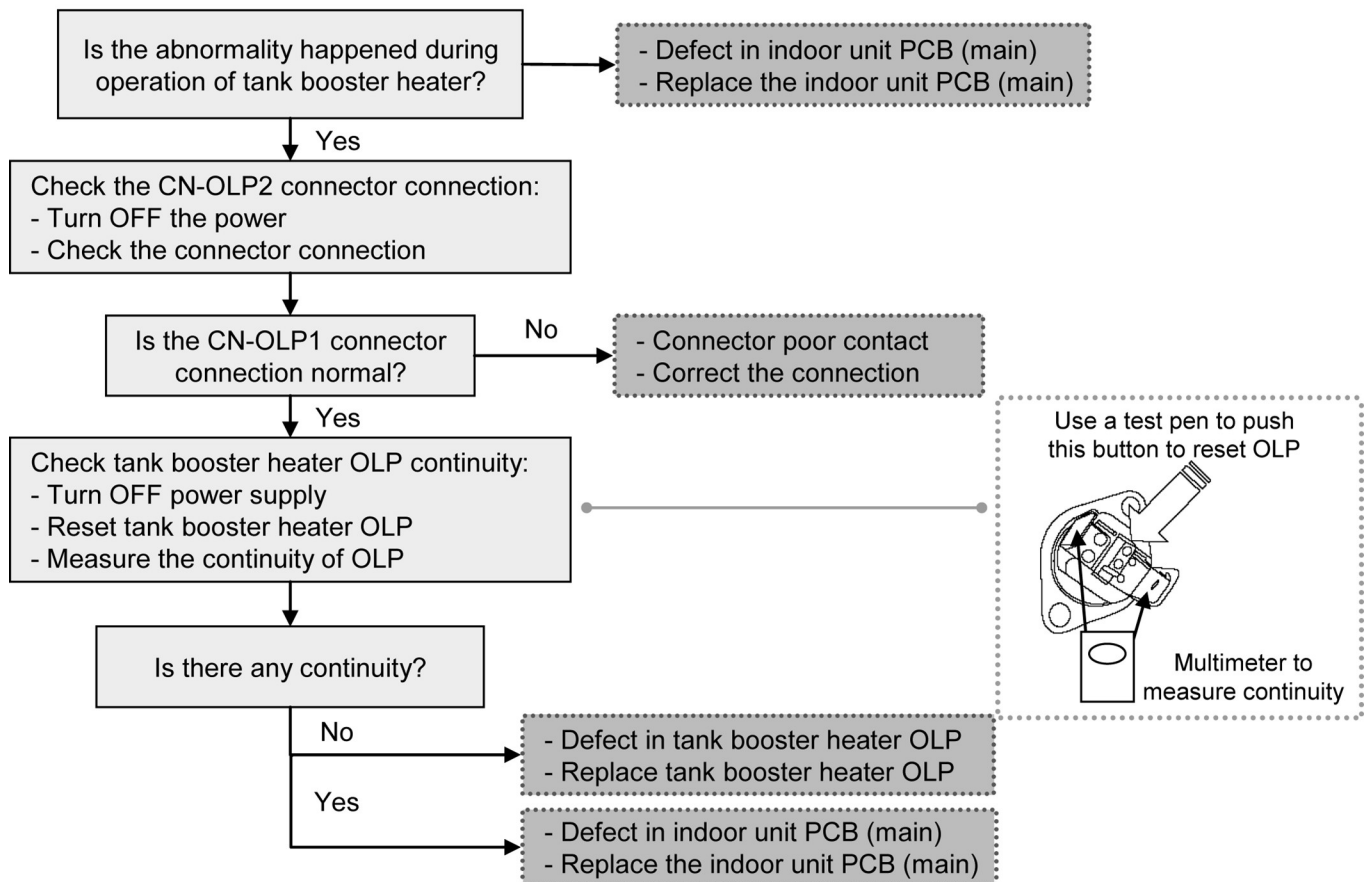 Is the abnormality happened during
operation of tank booster heater?
- Defect in indoor unit PCB (main)
- Replace the indoor unit PCB (main)
Yes
Check the CN-OLP2 connector connection:
- Turn OFF the power
- Check the connector connection
Is the CN-OLP1 connector
connection normal?
No
- Connector poor contact
- Correct the connection
Yes
Check tank booster heater OLP continuity:
- Turn OFF power supply
- Reset tank booster heater OLP
- Measure the continuity of OLP
Use a test pen to push
this button to reset OLP
Multimeter to
measure continuity
Is there any continuity?
No
- Defect in tank booster heater OLP
- Replace tank booster heater OLP
Yes
- Defect in indoor unit PCB (main)
- Replace the indoor unit PCB (main)